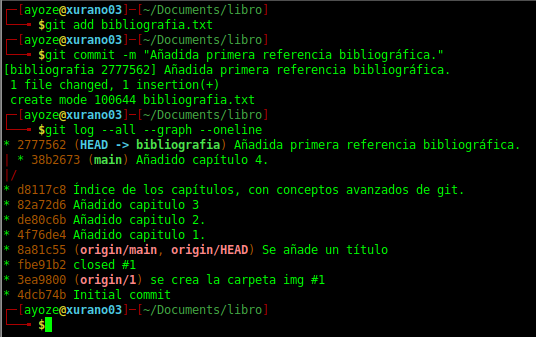 ┌─[ayoze@xurano03]─[~/Documents/libro]
└──╼ $git add bibliografia.txt
┌─[ayoze@xurano03]─[~/Documents/libro]
└──╼ $git commit -m "Añadida primera referencia bibliográfica."
[bibliografia 2777562] Añadida primera referencia bibliográfica.
 1 file changed, 1 insertion(+)
 create mode 100644 bibliografia.txt
┌─[ayoze@xurano03]─[~/Documents/libro]
└──╼ $git log --all --graph --oneline
* 2777562 (HEAD -> bibliografia) Añadida primera referencia bibliográfica.
| * 38b2673 (main) Añadido capítulo 4.
|/
* d8117c8 Índice de los capítulos, con conceptos avanzados de git.
* 82a72d6 Añadido capitulo 3
* de80c6b Añadido capitulo 2.
* 4f76de4 Añadido capitulo 1.
* 8a81c55 (origin/main, origin/HEAD) Se añade un título
* fbe91b2 closed #1
* 3ea9800 (origin/1) se crea la carpeta img #1
* 4dcb74b Initial commit
┌─[ayoze@xurano03]─[~/Documents/libro]
└──╼ $